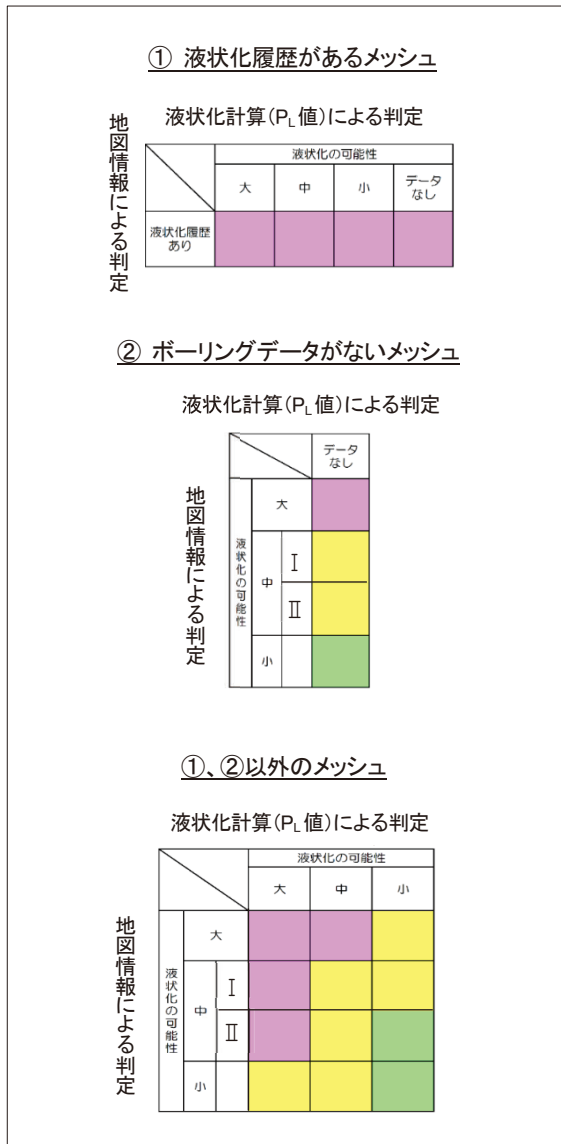 ① 液状化履歴があるメッシュ
液状化計算(PL値)による判定
地図情報による判定
液状化の可能性
大 中 小 データなし
液状化履歴あり
② ボーリングデータがないメッシュ
液状化計算(PL値)による判定
地図情報による判定
データなし
液状化の可能性
大
中
Ⅰ
Ⅱ
小
①、②以外のメッシュ
液状化計算(PL値)による判定
地図情報による判定
液状化の可能性
大 中 小
液状化の可能性
大
中
Ⅰ
Ⅱ
小